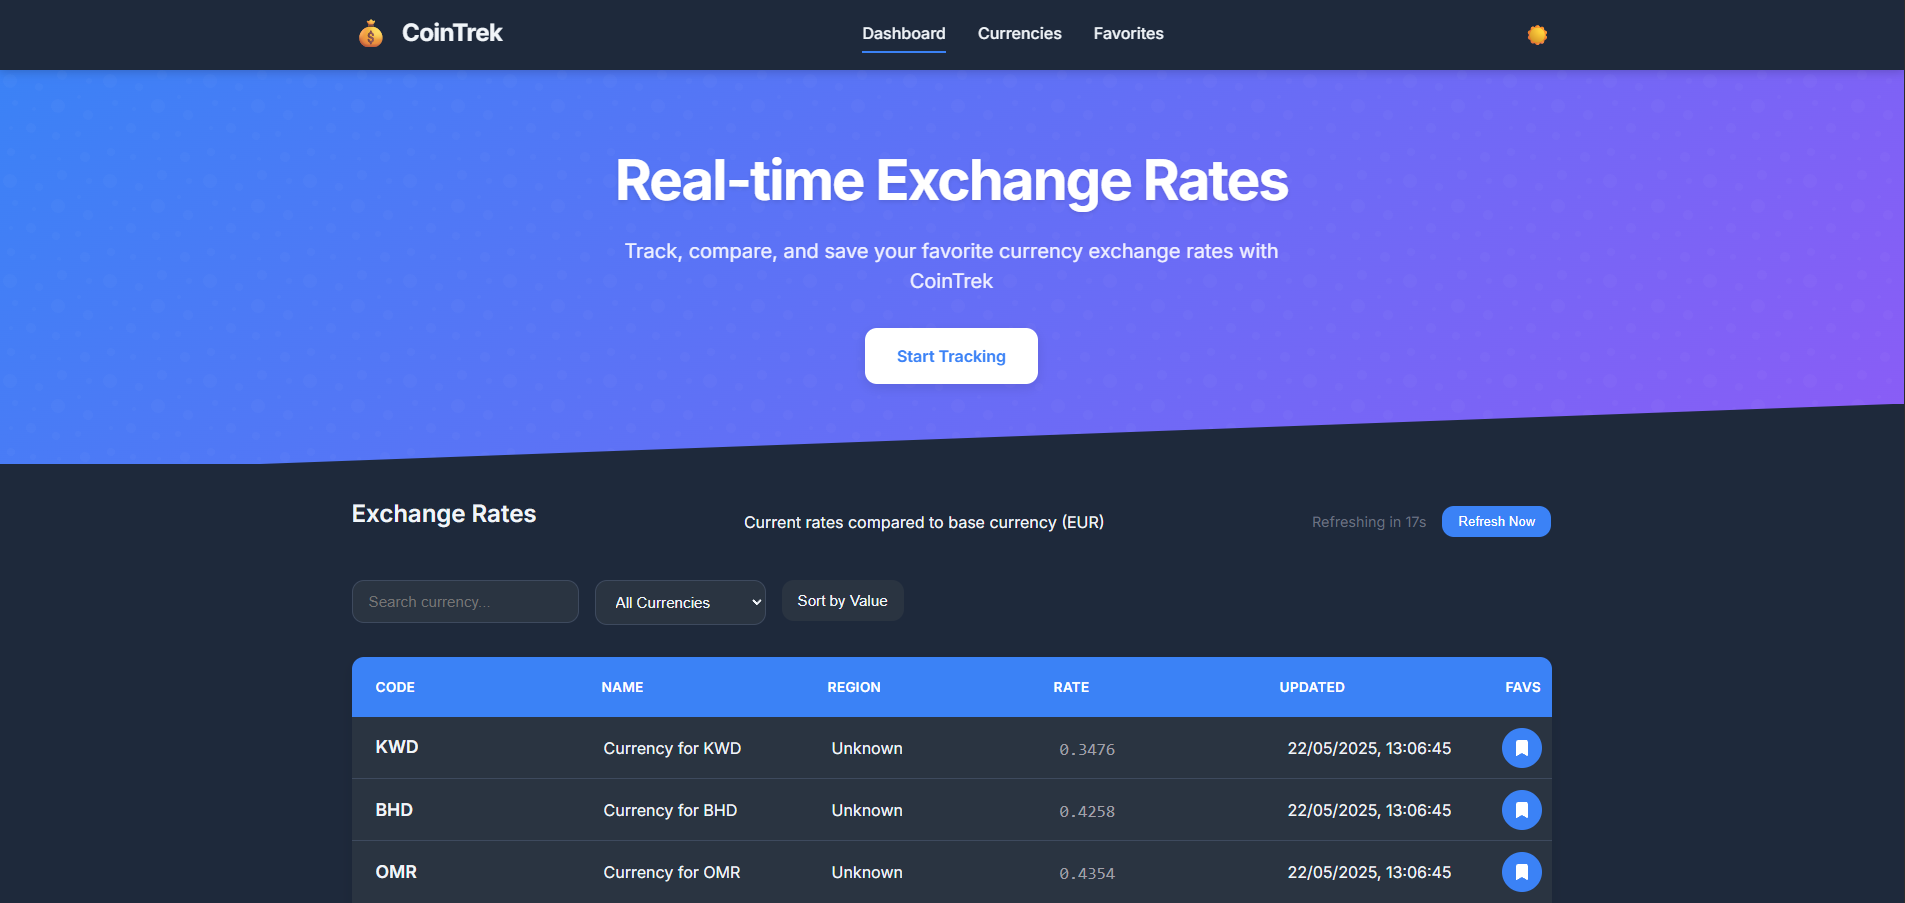 CoinTrek
Dashboard Currencies Favorites
Real-time Exchange Rates
Track, compare, and save your favorite currency exchange rates with
CoinTrek
Start Tracking
Exchange Rates
Current rates compared to base currency (EUR)
Refreshing in 17s Refresh Now
Search currency... All Currencies Sort by Value
CODE NAME REGION RATE UPDATED FAVS
KWD Currency for KWD Unknown 0.3476 22/05/2025, 13:06:45
BHD Currency for BHD Unknown 0.4258 22/05/2025, 13:06:45
OMR Currency for OMR Unknown 0.4354 22/05/2025, 13:06:45